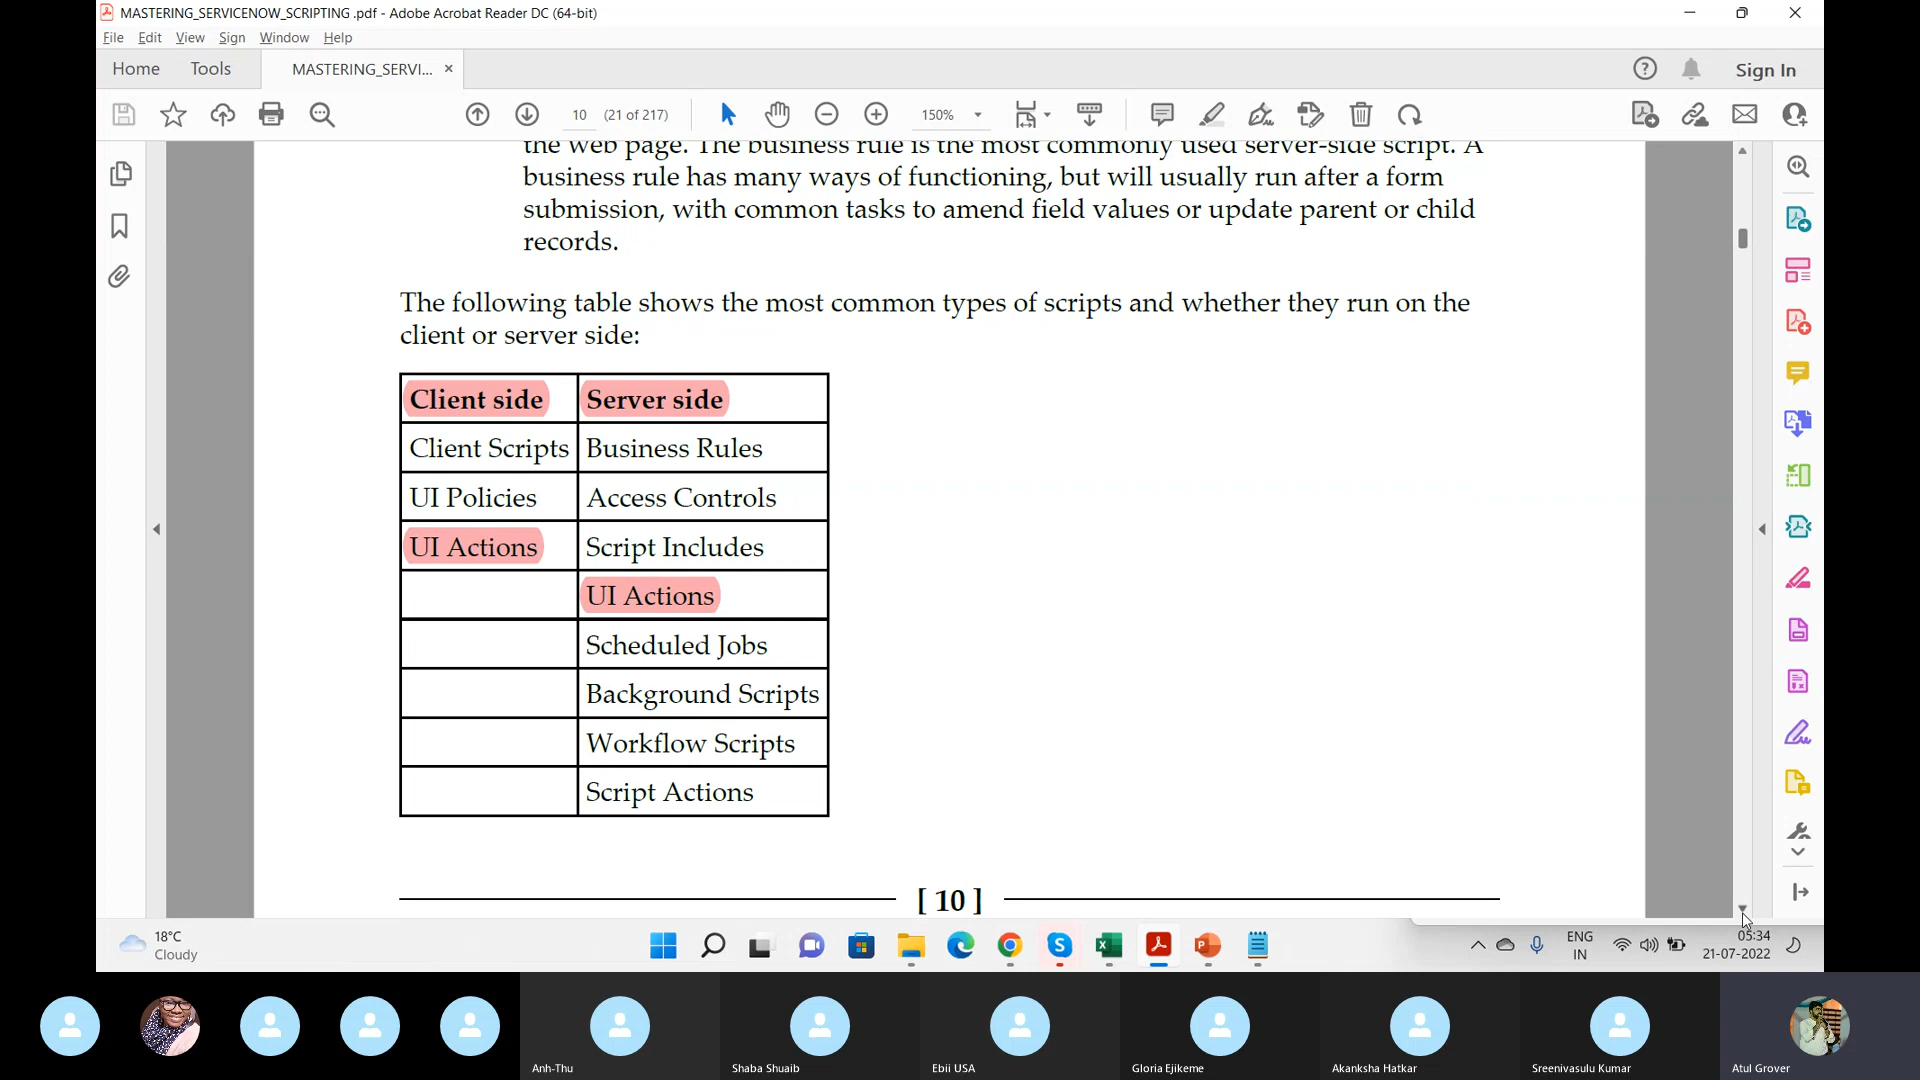 MASTERING_SERVICENOW_SCRIPTING .pdf - Adobe Acrobat Reader DC (64-bit)
File Edit View Sign Window Help
Home Tools MASTERING_SERVI... × Sign In
10 (21 of 217) 150%
the web page. The business rule is the most commonly used server-side script. A
business rule has many ways of functioning, but will usually run after a form
submission, with common tasks to amend field values or update parent or child
records.
The following table shows the most common types of scripts and whether they run on the
client or server side:
Client side Server side
Client Scripts Business Rules
UI Policies Access Controls
UI Actions Script Includes
UI Actions
Scheduled Jobs
Background Scripts
Workflow Scripts
Script Actions
[ 10 ]
18°C
Cloudy
ENG
IN
05:34
21-07-2022
Anh-Thu Shaba Shuaib Ebii USA Gloria Ejikeme Akanksha Hatkar Sreenivasulu Kumar Atul Grover